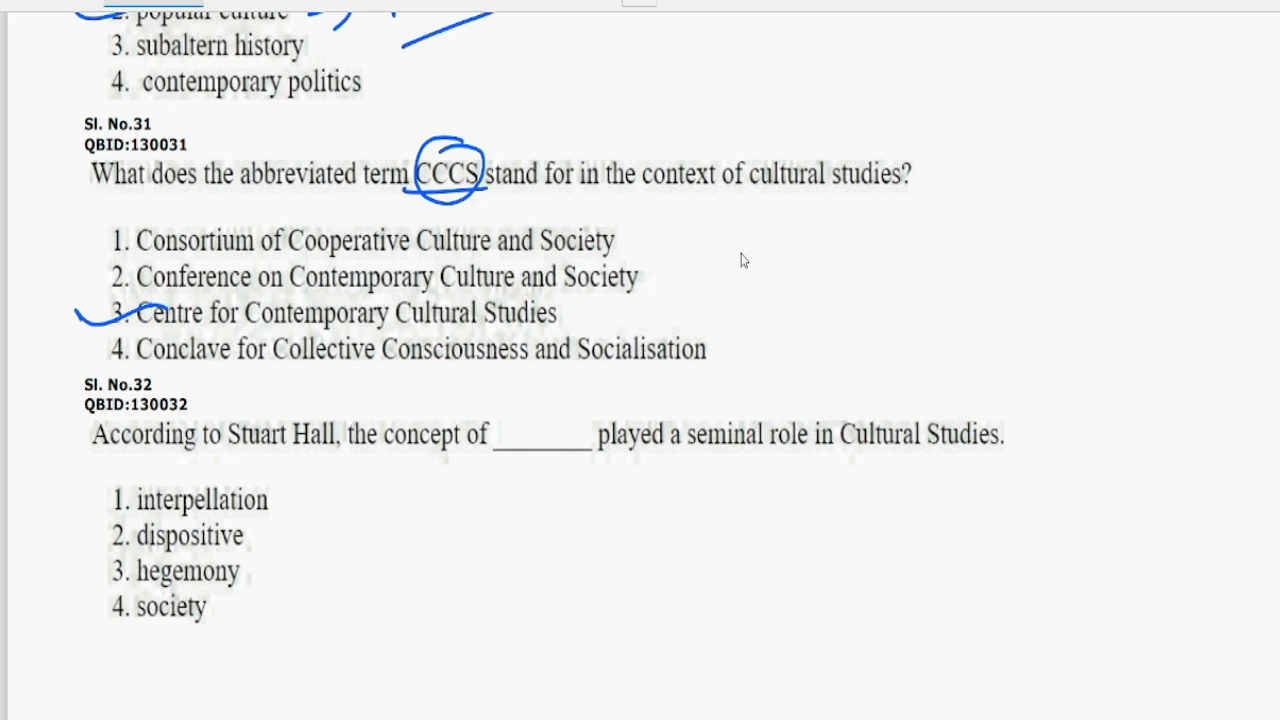 2. popular culture
3. subaltern history
4. contemporary politics
Sl. No.31
QBID:130031
What does the abbreviated term CCCS stand for in the context of cultural studies?
1. Consortium of Cooperative Culture and Society
2. Conference on Contemporary Culture and Society
3. Centre for Contemporary Cultural Studies
4. Conclave for Collective Consciousness and Socialisation
Sl. No.32
QBID:130032
According to Stuart Hall, the concept of ________ played a seminal role in Cultural Studies.
1. interpellation
2. dispositive
3. hegemony
4. society